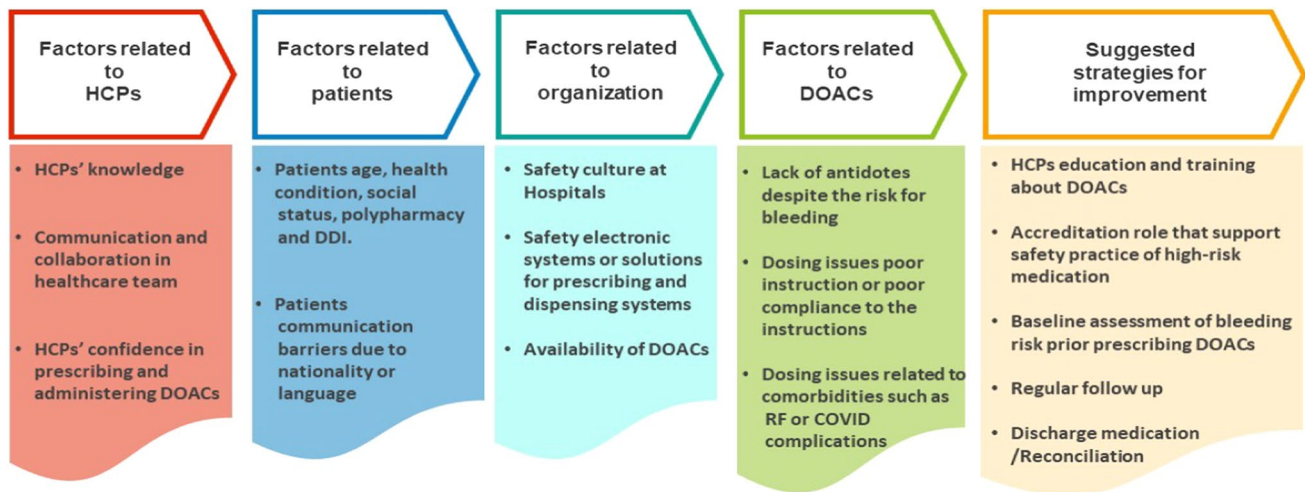 Factors related
to
HCPs
Factors related
to
patients
Factors related
to
organization
Factors related
to
DOACs
Suggested
strategies for
improvement
• HCPs' knowledge
• Communication and
collaboration in
healthcare team
• HCPs' confidence in
prescribing and
administering DOACs
• Patients age, health
condition, social
status, polypharmacy
and DDI.
• Patients
communication
barriers due to
nationality or
language
• Safety culture at
Hospitals
• Safety electronic
systems or solutions
for prescribing and
dispensing systems
• Availability of DOACs
• Lack of antidotes
despite the risk for
bleeding
• Dosing issues poor
instruction or poor
compliance to the
instructions
• Dosing issues related to
comorbidities such as
RF or COVID
complications
• HCPs education and training
about DOACs
• Accreditation role that support
safety practice of high-risk
medication
• Baseline assessment of bleeding
risk prior prescribing DOACs
• Regular follow up
• Discharge medication
/Reconciliation